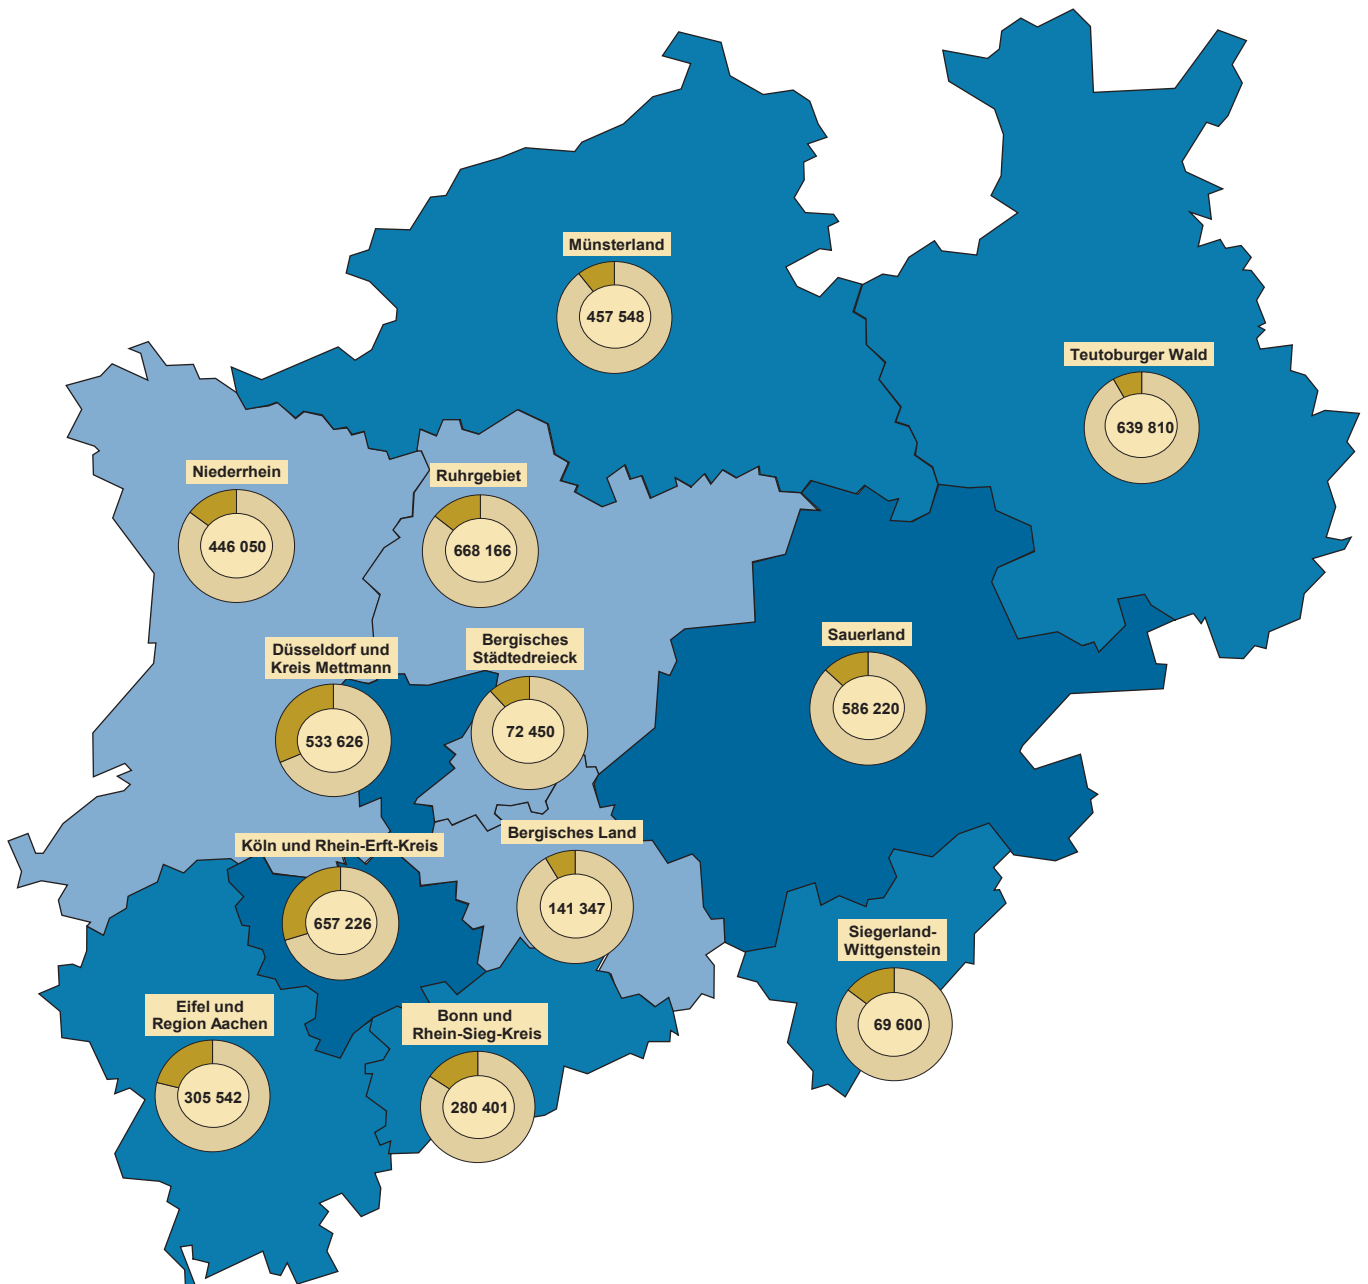 Münsterland
457 548
Teutoburger Wald
639 810
Niederrhein
446 050
Ruhrgebiet
668 166
Düsseldorf und
Kreis Mettmann
533 626
Bergisches
Städtedreieck
72 450
Sauerland
586 220
Köln und Rhein-Erft-Kreis
657 226
Bergisches Land
141 347
Siegerland-
Wittgenstein
69 600
Eifel und
Region Aachen
305 542
Bonn und
Rhein-Sieg-Kreis
280 401